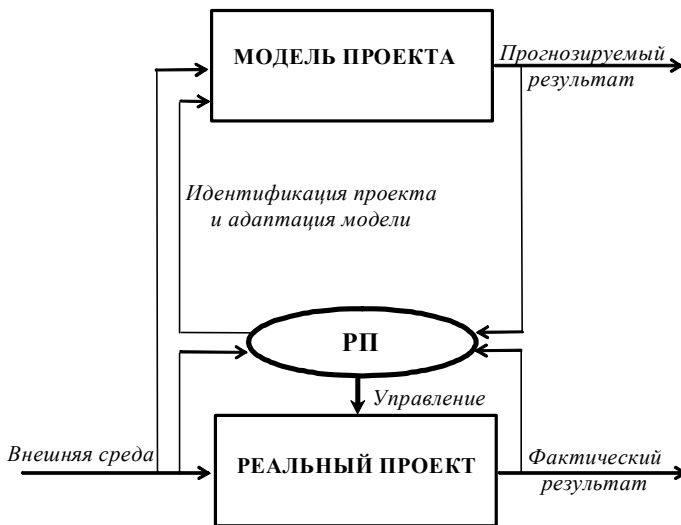 МОДЕЛЬ ПРОЕКТА
Прогнозируемый
результат
Идентификация проекта
и адаптация модели
РП
Управление
Внешняя среда
РЕАЛЬНЫЙ ПРОЕКТ
Фактический
результат